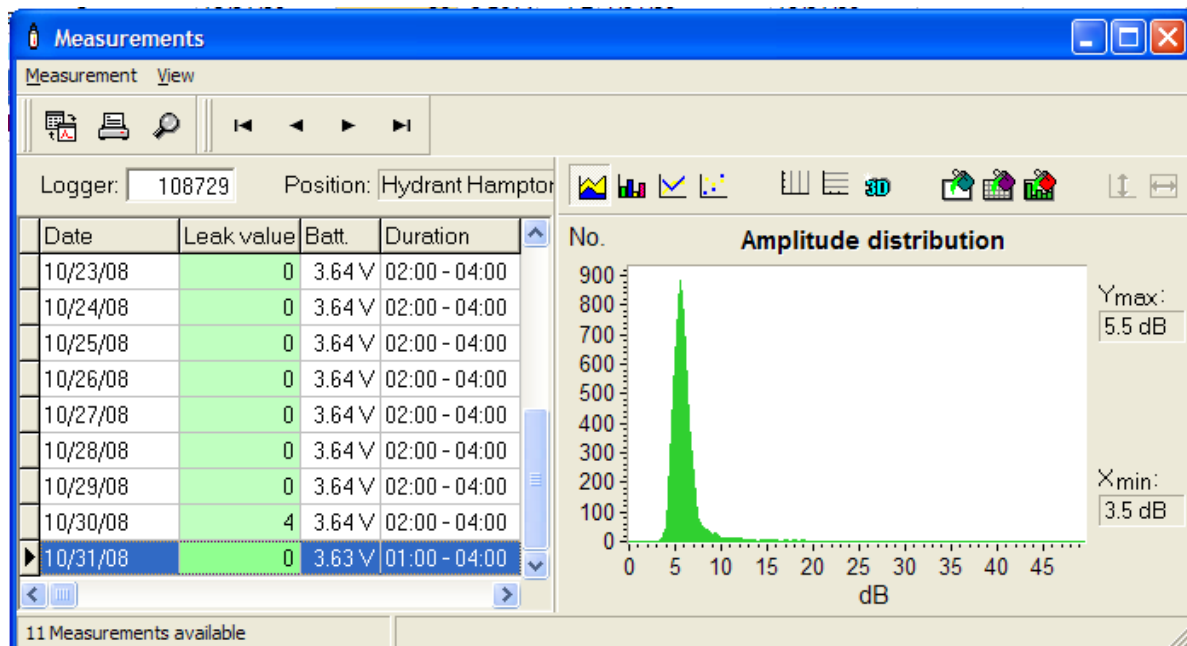 Measurements
Measurement View
Logger: 108729 Position: Hydrant Hampton
Date Leak value Batt. Duration
10/23/08 0 3.64 V 02:00 - 04:00
10/24/08 0 3.64 V 02:00 - 04:00
10/25/08 0 3.64 V 02:00 - 04:00
10/26/08 0 3.64 V 02:00 - 04:00
10/27/08 0 3.64 V 02:00 - 04:00
10/28/08 0 3.64 V 02:00 - 04:00
10/29/08 0 3.64 V 02:00 - 04:00
10/30/08 4 3.64 V 02:00 - 04:00
10/31/08 0 3.63 V 01:00 - 04:00
11 Measurements available
3D
No. Amplitude distribution
900
800
700
600
500
400
300
200
100
0
0 5 10 15 20 25 30 35 40 45
dB
Ymax:
5.5 dB
Xmin:
3.5 dB